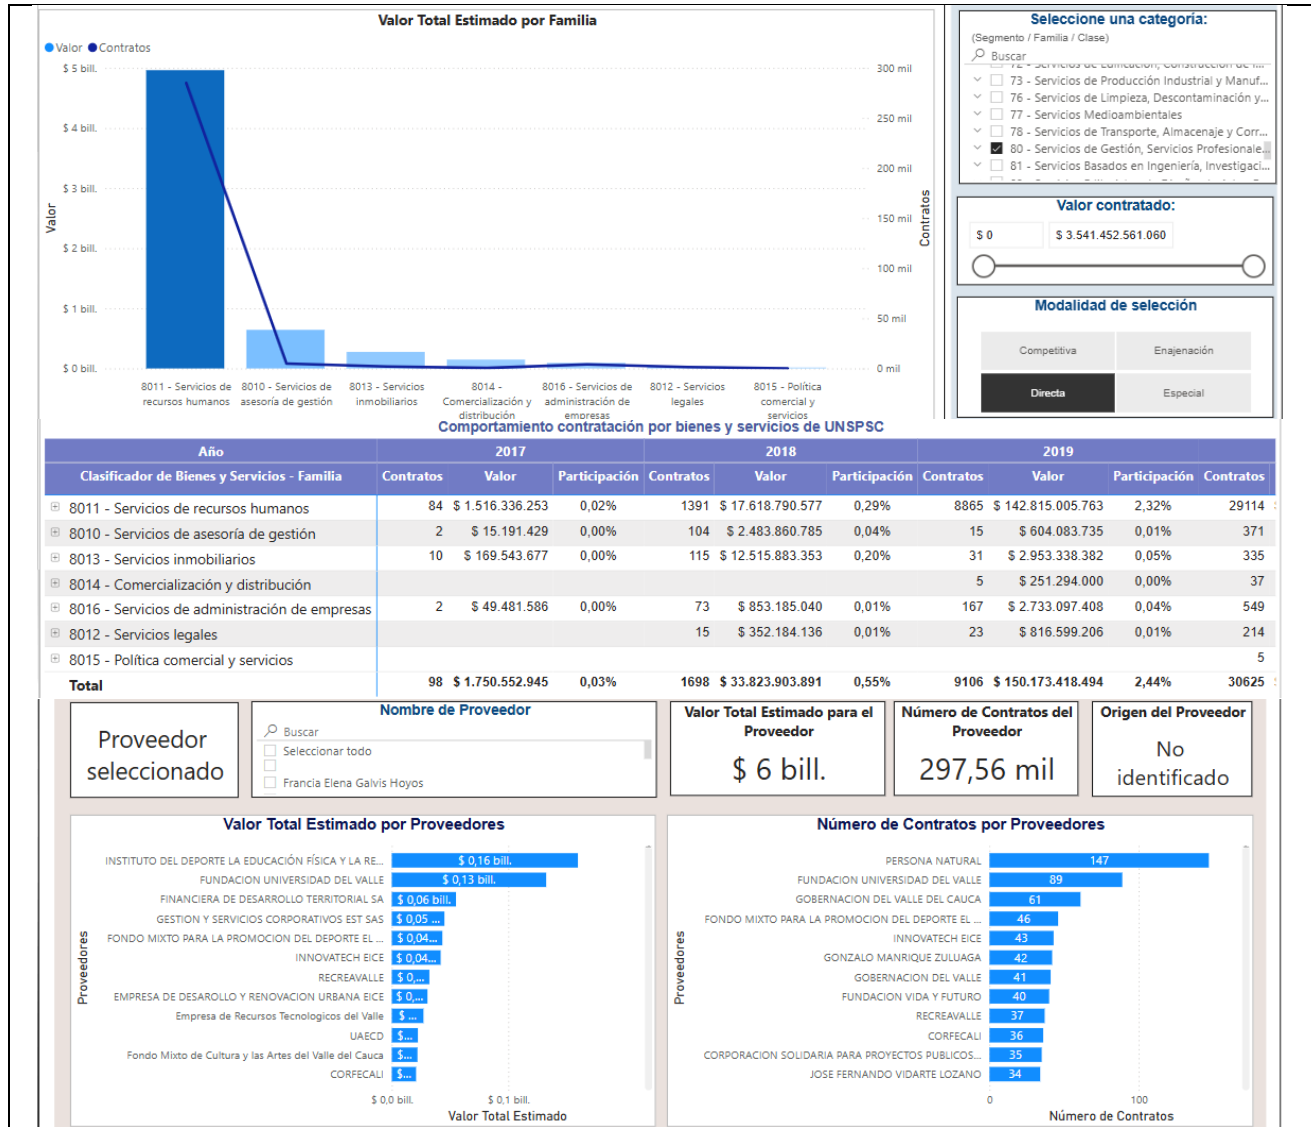 Valor Total Estimado por Familia
Valor Contratos
$ 5 bill.
$ 4 bill.
$ 3 bill.
$ 2 bill.
$ 1 bill.
$ 0 bill.
Valor
300 mil
250 mil
200 mil
150 mil
100 mil
50 mil
0 mil
Contratos
8011 - Servicios de recursos humanos
8010 - Servicios de asesoría de gestión
8013 - Servicios inmobiliarios
8014 - Comercialización y distribución
8016 - Servicios de administración de empresas
8012 - Servicios legales
8015 - Política comercial y servicios
Seleccione una categoría:
(Segmento / Familia / Clase)
Buscar
73 - Servicios de Producción Industrial y Manuf...
76 - Servicios de Limpieza, Descontaminación y...
77 - Servicios Medioambientales
78 - Servicios de Transporte, Almacenaje y Corr...
80 - Servicios de Gestión, Servicios Profesionale...
81 - Servicios Basados en Ingeniería, Investigaci...
Valor contratado:
$ 0 $ 3.541.452.561.060
Modalidad de selección
Competitiva Enajenación
Directa Especial
Comportamiento contratación por bienes y servicios de UNSPSC
Año 2017 2018 2019
Clasificador de Bienes y Servicios - Familia Contratos Valor Participación Contratos Valor Participación Contratos Valor Participación Contratos
8011 - Servicios de recursos humanos 84 $ 1.516.336.253 0,02% 1391 $ 17.618.790.577 0,29% 8865 $ 142.815.005.763 2,32% 29114
8010 - Servicios de asesoría de gestión 2 $ 15.191.429 0,00% 104 $ 2.483.860.785 0,04% 15 $ 604.083.735 0,01% 371
8013 - Servicios inmobiliarios 10 $ 169.543.677 0,00% 115 $ 12.515.883.353 0,20% 31 $ 2.953.338.382 0,05% 335
8014 - Comercialización y distribución 5 $ 251.294.000 0,00% 37
8016 - Servicios de administración de empresas 2 $ 49.481.586 0,00% 73 $ 853.185.040 0,01% 167 $ 2.733.097.408 0,04% 549
8012 - Servicios legales 15 $ 352.184.136 0,01% 23 $ 816.599.206 0,01% 214
8015 - Política comercial y servicios 5
Total 98 $ 1.750.552.945 0,03% 1698 $ 33.823.903.891 0,55% 9106 $ 150.173.418.494 2,44% 30625
Proveedor seleccionado
Nombre de Proveedor
Buscar
Seleccionar todo
Francia Elena Galvis Hoyos
Valor Total Estimado para el Proveedor
$ 6 bill.
Número de Contratos del Proveedor
297,56 mil
Origen del Proveedor
No identificado
Valor Total Estimado por Proveedores
Proveedores
INSTITUTO DEL DEPORTE LA EDUCACIÓN FÍSICA Y LA RE... $ 0,16 bill.
FUNDACION UNIVERSIDAD DEL VALLE $ 0,13 bill.
FINANCIERA DE DESARROLLO TERRITORIAL SA $ 0,06 bill.
GESTION Y SERVICIOS CORPORATIVOS EST SAS $ 0,05 ...
FONDO MIXTO PARA LA PROMOCION DEL DEPORTE EL ... $ 0,04...
INNOVATECH EICE $ 0,04...
RECREAVALLE $ 0,...
EMPRESA DE DESAROLLO Y RENOVACION URBANA EICE $ 0,...
Empresa de Recursos Tecnologicos del Valle $ ...
UAECD $...
Fondo Mixto de Cultura y las Artes del Valle del Cauca $...
CORFECALI $...
$ 0,0 bill. $ 0,1 bill.
Valor Total Estimado
Número de Contratos por Proveedores
Proveedores
PERSONA NATURAL 147
FUNDACION UNIVERSIDAD DEL VALLE 89
GOBERNACION DEL VALLE DEL CAUCA 61
FONDO MIXTO PARA LA PROMOCION DEL DEPORTE EL ... 46
INNOVATECH EICE 43
GONZALO MANRIQUE ZULUAGA 42
GOBERNACION DEL VALLE 41
FUNDACION VIDA Y FUTURO 40
RECREAVALLE 37
CORFECALI 36
CORPORACION SOLIDARIA PARA PROYECTOS PUBLICOS... 35
JOSE FERNANDO VIDARTE LOZANO 34
0 100
Número de Contratos